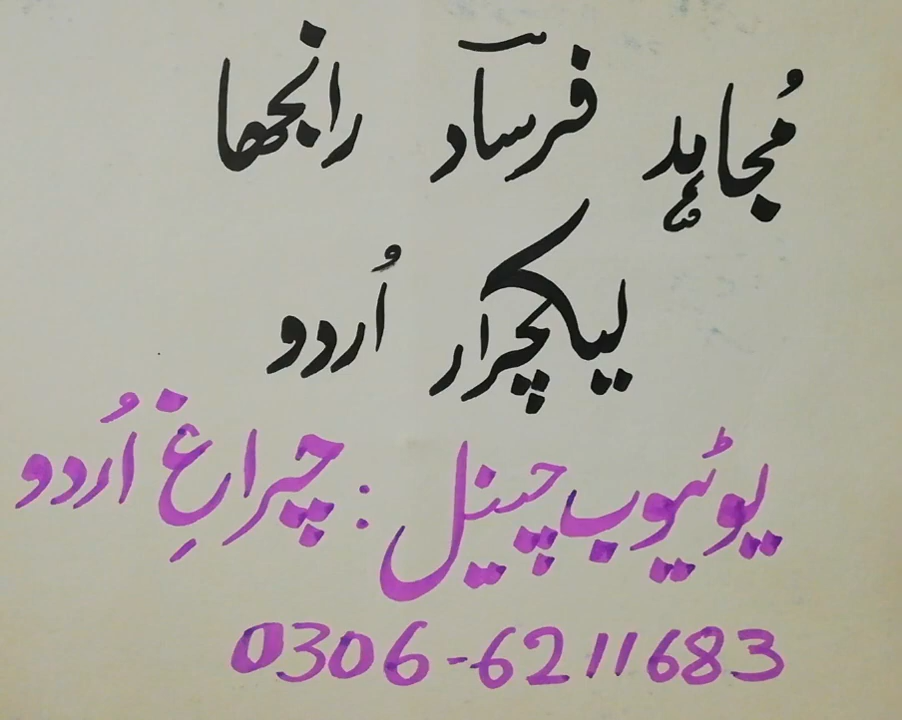 مُجاہد فرسآد رانجھا
لیکچرار اُردو
یوٹیوب چینل : چراغِ اُردو
0306-6211683